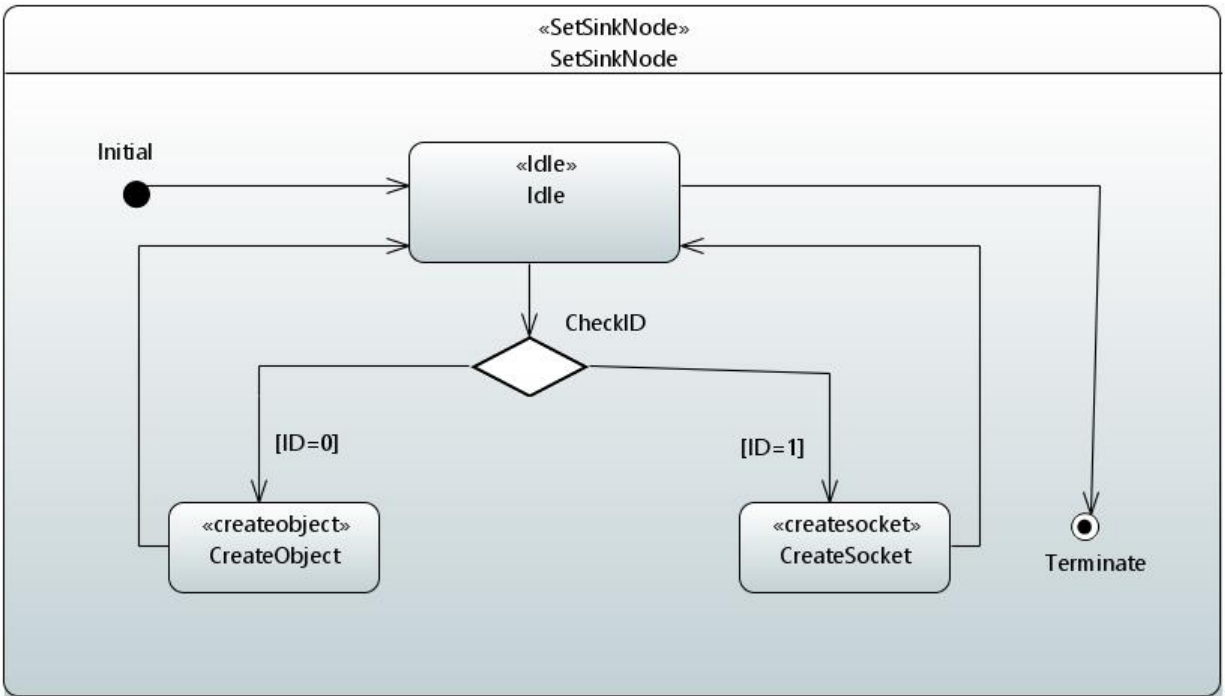 «SetSinkNode»
SetSinkNode
Initial
«Idle»
Idle
CheckID
[ID=0]
[ID=1]
«createobject»
CreateObject
«createsocket»
CreateSocket
Terminate